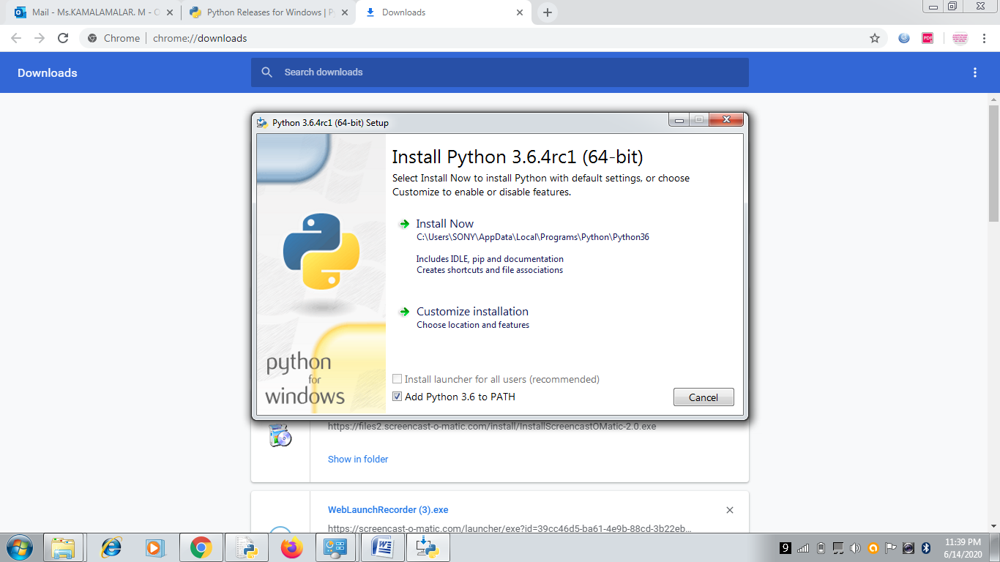 Mail - Ms.KAMALAMALAR. M - O
Python Releases for Windows | Py
Downloads
Chrome
chrome://downloads
PDF
Downloads
Search downloads
Python 3.6.4rc1 (64-bit) Setup
Install Python 3.6.4rc1 (64-bit)
Select Install Now to install Python with default settings, or choose
Customize to enable or disable features.
Install Now
C:\Users\SONY\AppData\Local\Programs\Python\Python36
Includes IDLE, pip and documentation
Creates shortcuts and file associations
Customize installation
Choose location and features
python
for
windows
Install launcher for all users (recommended)
Add Python 3.6 to PATH
Cancel
https://files2.screencast-o-matic.com/install/InstallScreencastOMatic-2.0.exe
Show in folder
WebLaunchRecorder (3).exe
https://screencast-o-matic.com/launcher/exe?id=39cc46d5-ba61-4e9b-88cd-3b22eb…
9
11:39 PM
6/14/2020